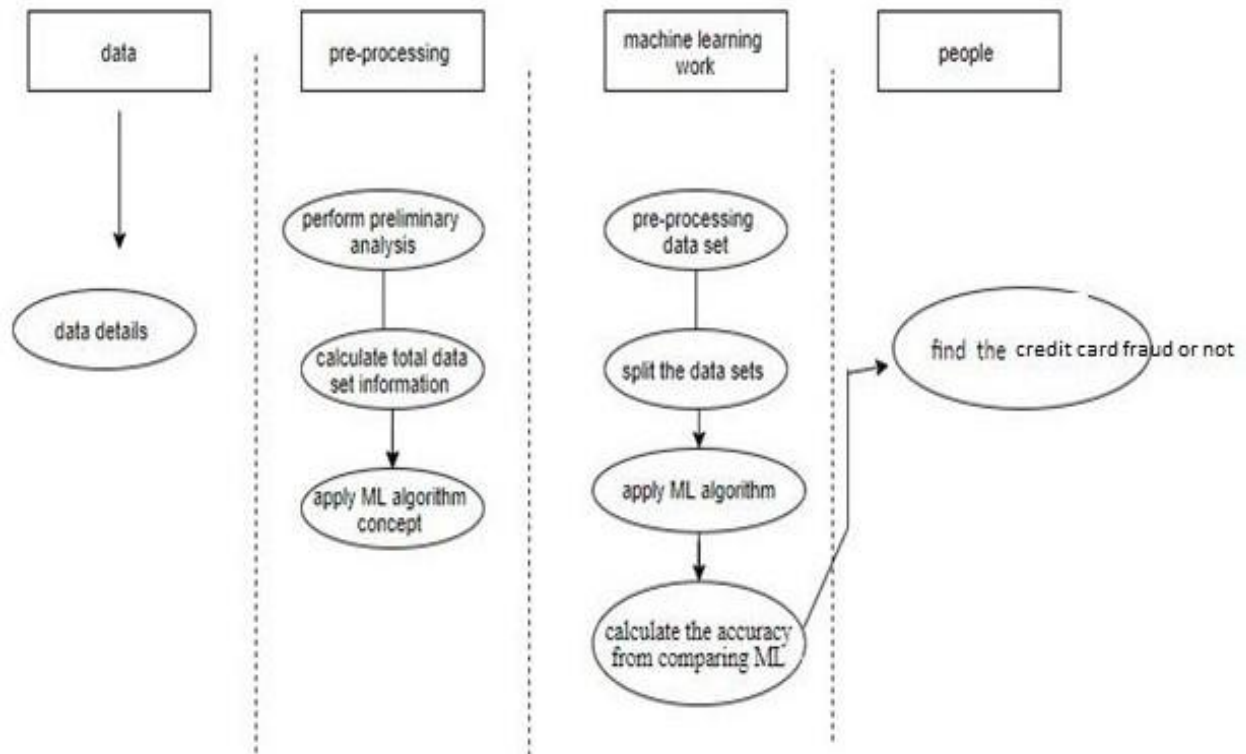 data
pre-processing
machine learning
work
people
data details
perform preliminary
analysis
calculate total data
set information
apply ML algorithm
concept
pre-processing
data set
split the data sets
apply ML algorithm
calculate the accuracy
from comparing ML
find the credit card fraud or not